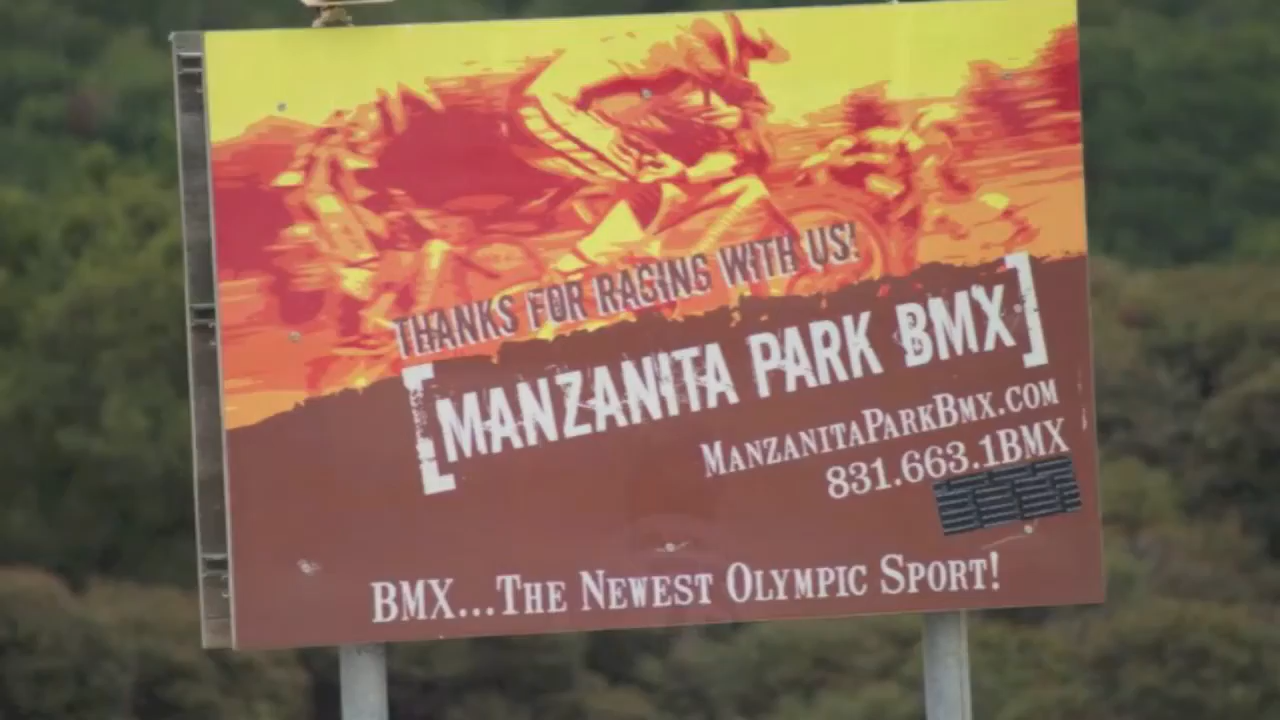 THANKS FOR RACING WITH US!
[MANZANITA PARK BMX]
MANZANITAPARKBMX.COM
831.663.1BMX
BMX...THE NEWEST OLYMPIC SPORT!